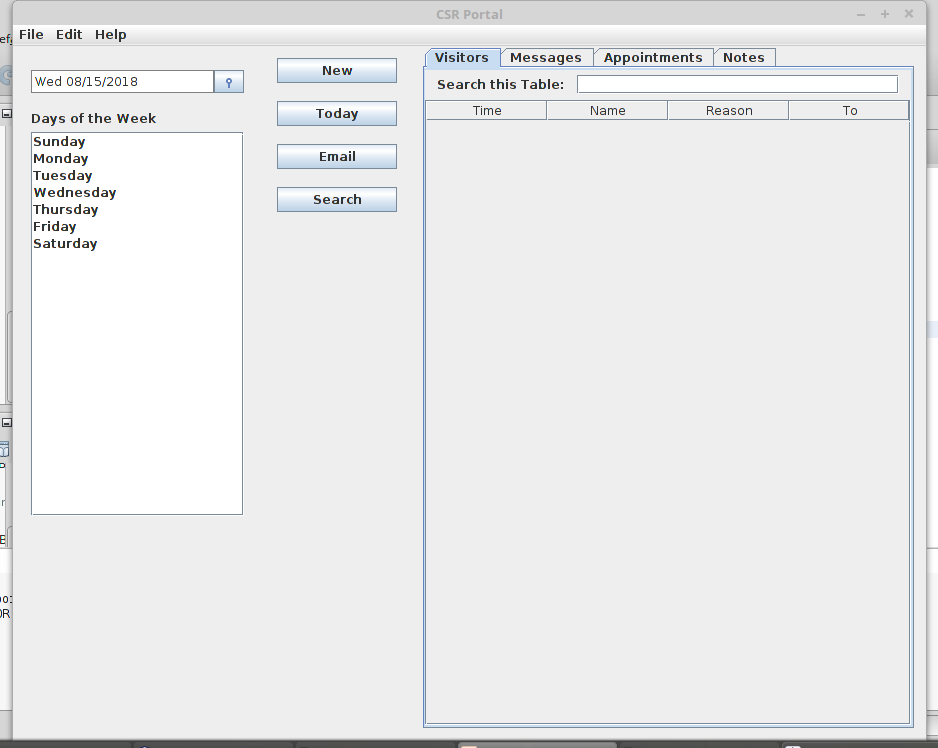 CSR Portal
File Edit Help
Wed 08/15/2018
Days of the Week
Sunday
Monday
Tuesday
Wednesday
Thursday
Friday
Saturday
New
Today
Email
Search
Visitors Messages Appointments Notes
Search this Table:
Time Name Reason To